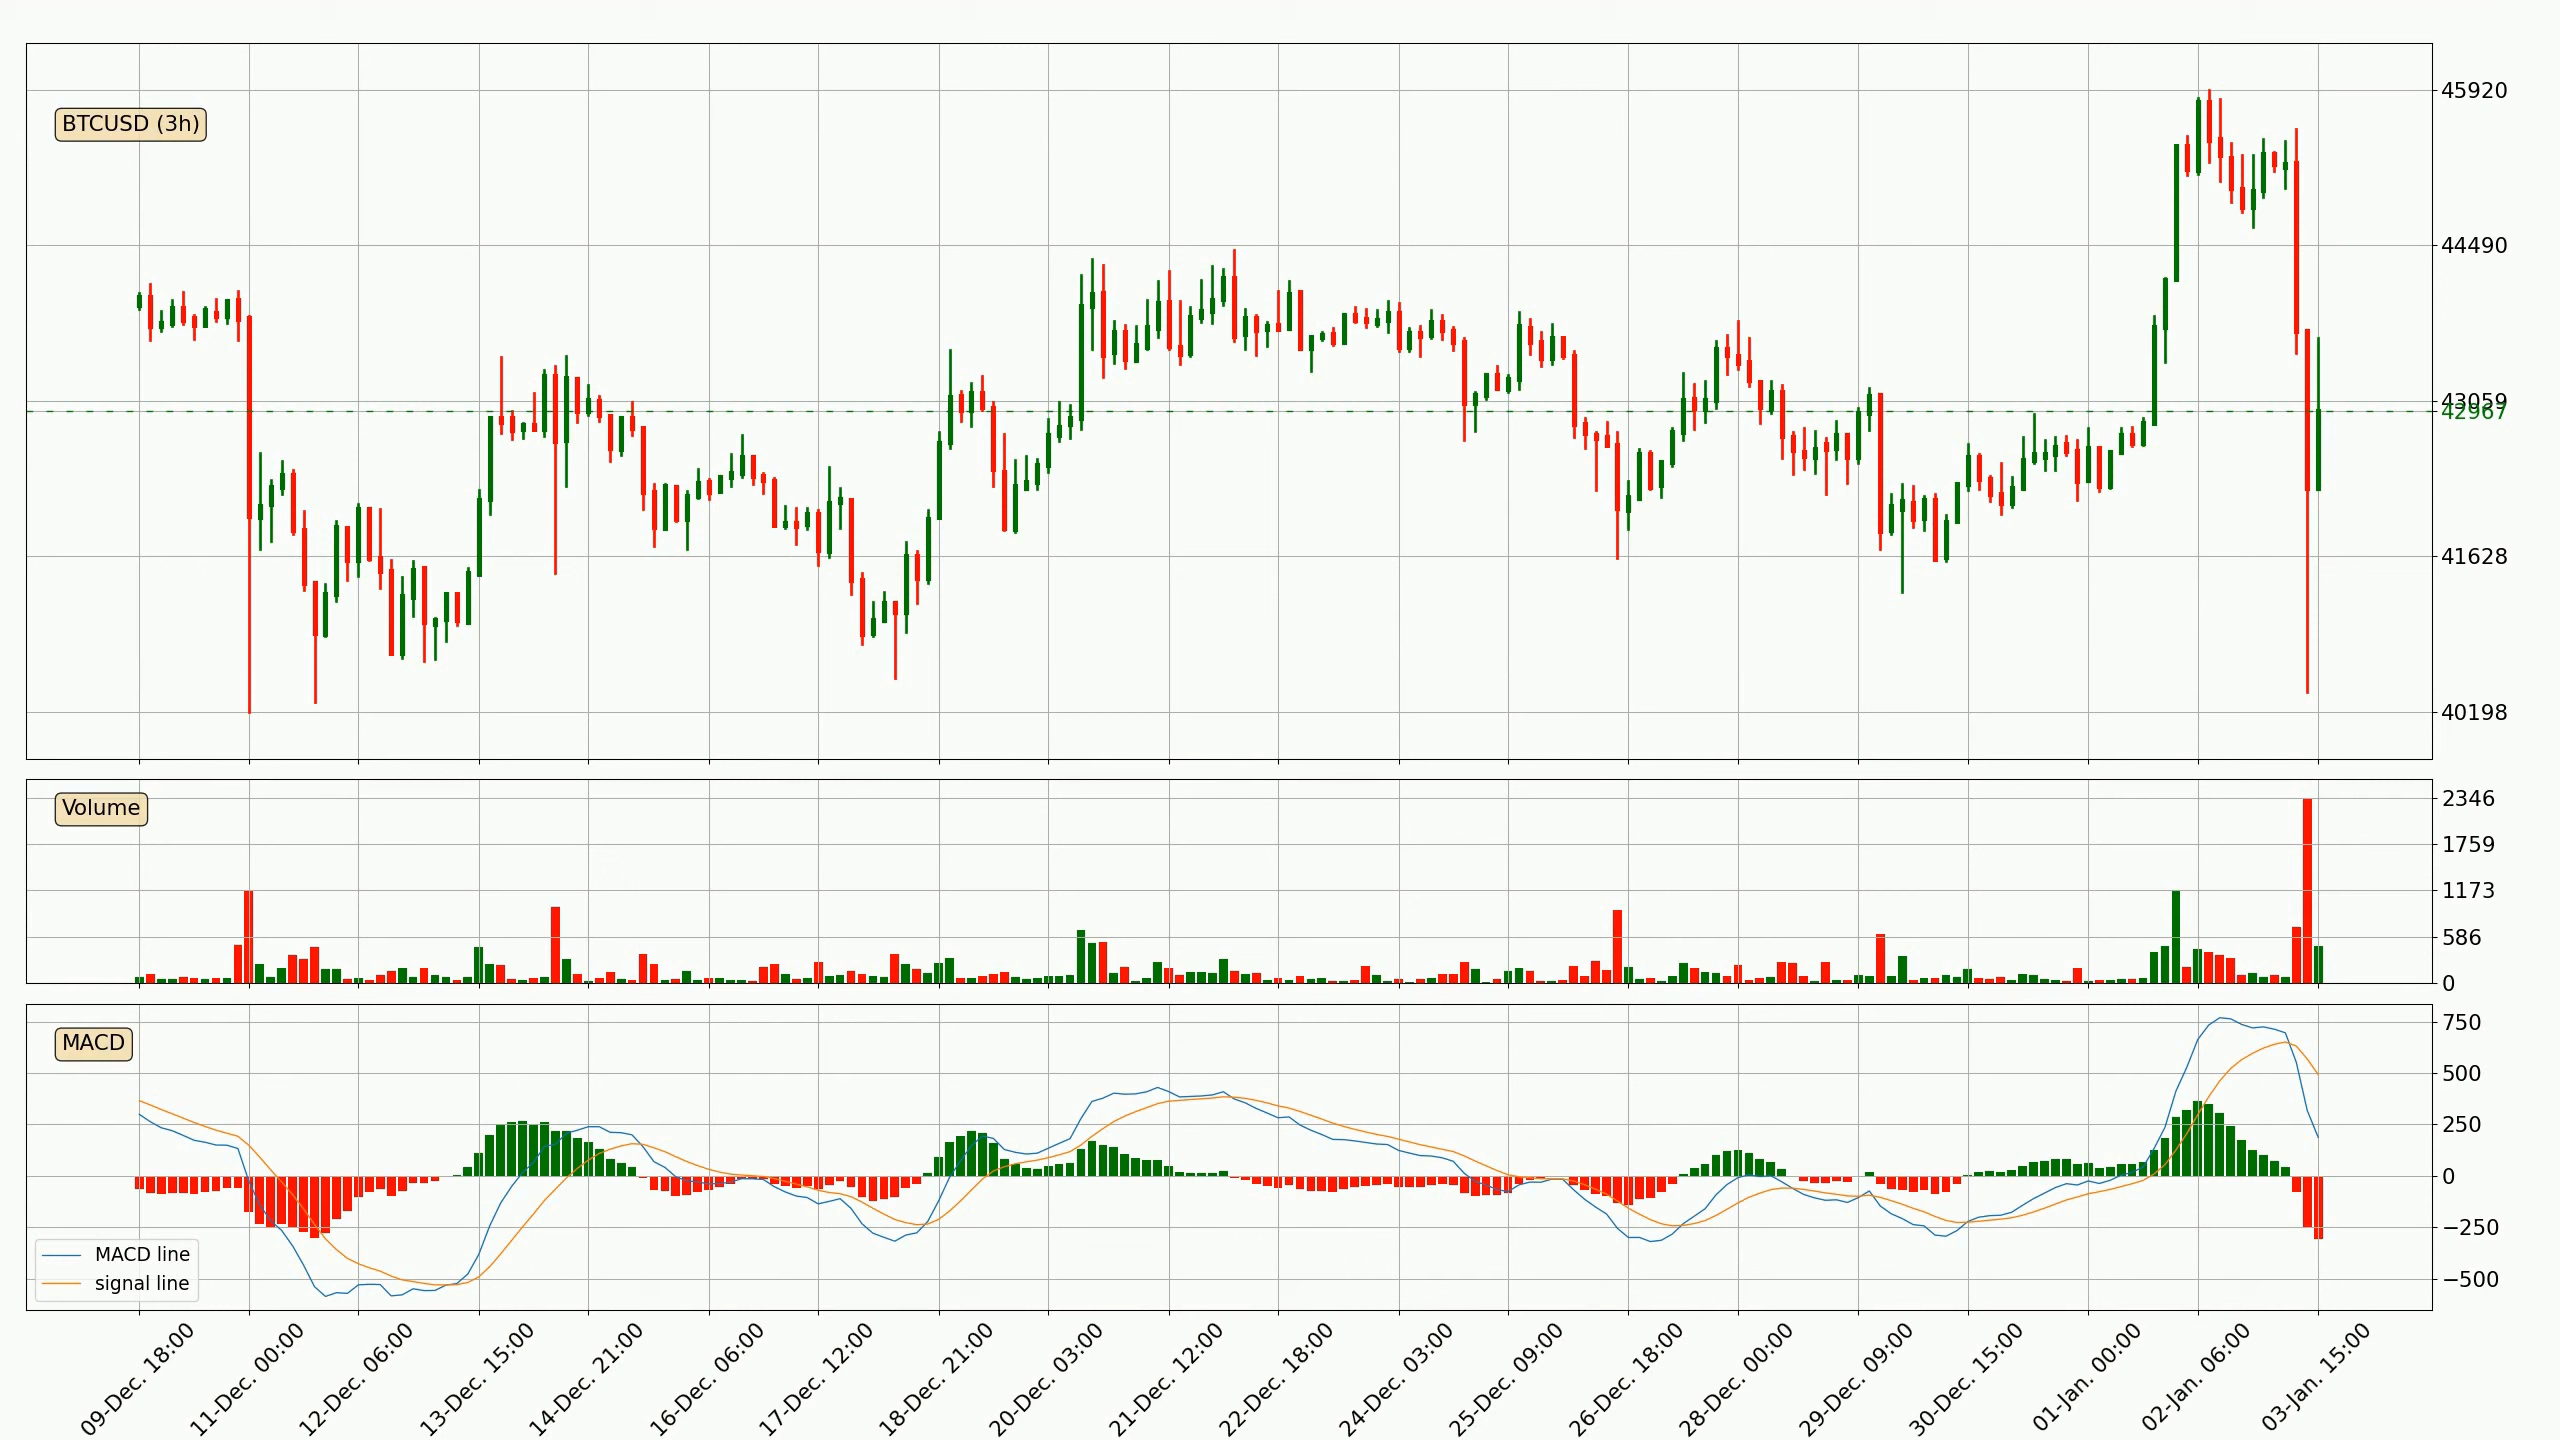 BTCUSD (3h)
45920
44490
43059
42967
41628
40198
Volume
2346
1759
1173
586
0
MACD
750
500
250
0
−250
−500
MACD line
signal line
09-Dec. 18:00
11-Dec. 00:00
12-Dec. 06:00
13-Dec. 15:00
14-Dec. 21:00
16-Dec. 06:00
17-Dec. 12:00
18-Dec. 21:00
20-Dec. 03:00
21-Dec. 12:00
22-Dec. 18:00
24-Dec. 03:00
25-Dec. 09:00
26-Dec. 18:00
28-Dec. 00:00
29-Dec. 09:00
30-Dec. 15:00
01-Jan. 00:00
02-Jan. 06:00
03-Jan. 15:00